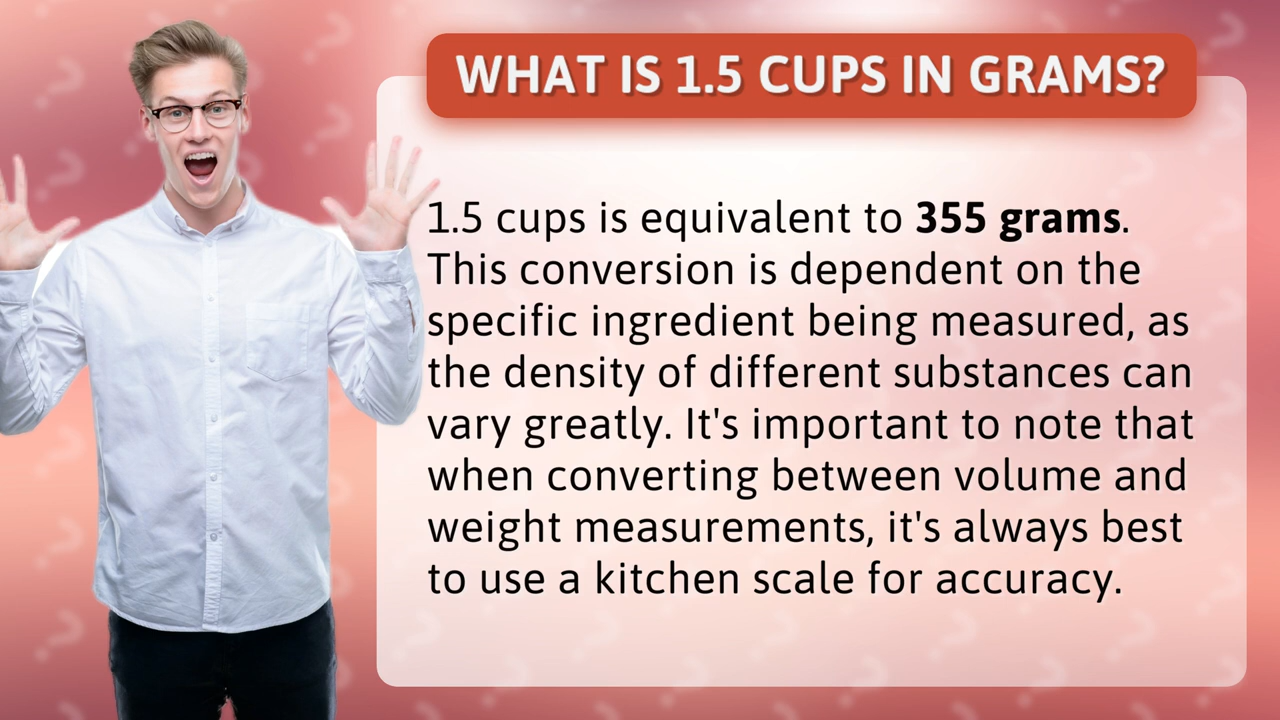 WHAT IS 1.5 CUPS IN GRAMS?
1.5 cups is equivalent to 355 grams.
This conversion is dependent on the
specific ingredient being measured, as
the density of different substances can
vary greatly. It's important to note that
when converting between volume and
weight measurements, it's always best
to use a kitchen scale for accuracy.